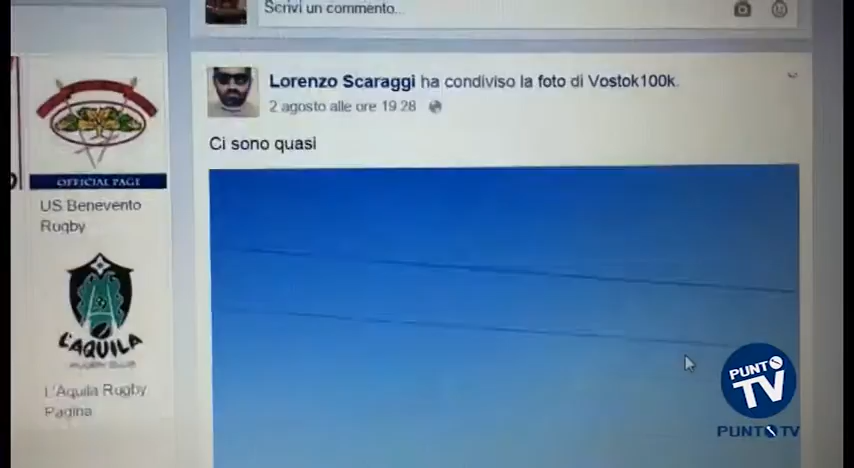 Scrivi un commento...
Lorenzo Scaraggi ha condiviso la foto di Vostok100k.
2 agosto alle ore 19.28
Ci sono quasi
OFFICIAL PAGE
US Benevento
Rugby
L'AQUILA
L'Aquila Rugby
Pagina
PUNTO
TV
PUNTO TV